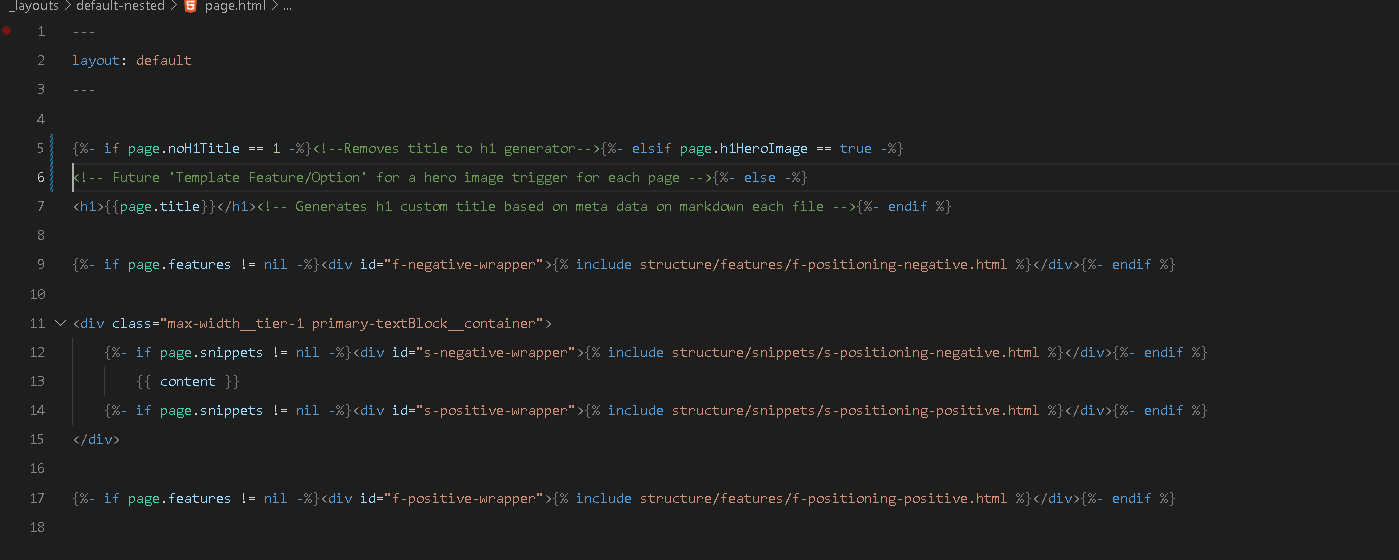 _layouts > default-nested > page.html > ...
1 ---
2 layout: default
3 ---
4
5 {%- if page.noH1Title == 1 -%}<!--Removes title to h1 generator-->{%- elsif page.h1HeroImage == true -%}
6 <!-- Future 'Template Feature/Option' for a hero image trigger for each page -->{%- else -%}
7 <h1>{{page.title}}</h1><!-- Generates h1 custom title based on meta data on markdown each file -->{%- endif %}
8
9 {%- if page.features != nil -%}<div id="f-negative-wrapper">{% include structure/features/f-positioning-negative.html %}</div>{%- endif %}
10
11 <div class="max-width__tier-1 primary-textBlock__container">
12 {%- if page.snippets != nil -%}<div id="s-negative-wrapper">{% include structure/snippets/s-positioning-negative.html %}</div>{%- endif %}
13 {{ content }}
14 {%- if page.snippets != nil -%}<div id="s-positive-wrapper">{% include structure/snippets/s-positioning-positive.html %}</div>{%- endif %}
15 </div>
16
17 {%- if page.features != nil -%}<div id="f-positive-wrapper">{% include structure/features/f-positioning-positive.html %}</div>{%- endif %}
18